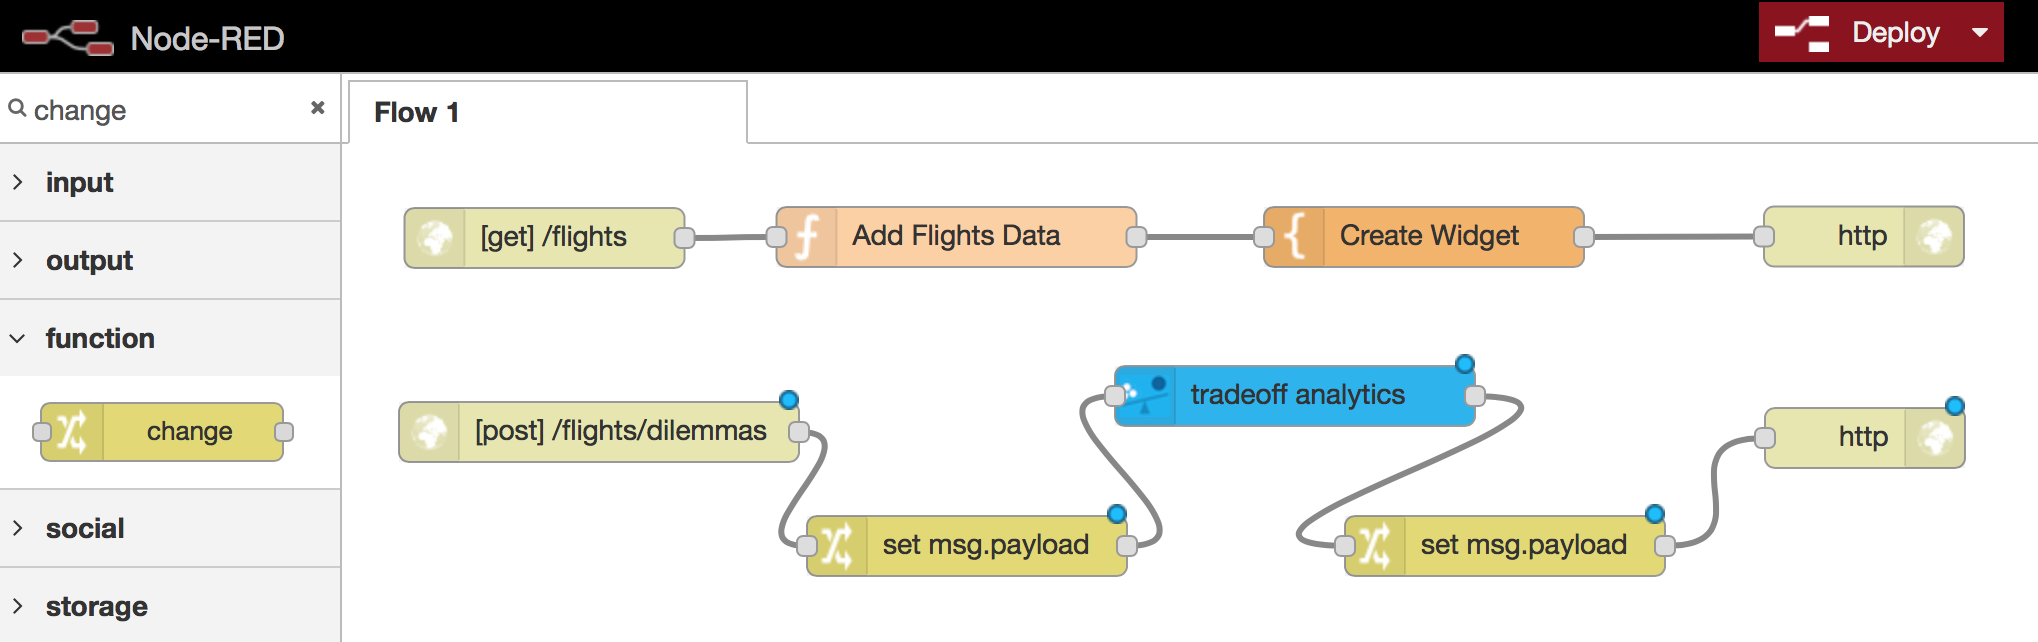 Node-RED
Deploy
change
Flow 1
input
output
function
change
social
storage
[get] /flights
Add Flights Data
Create Widget
http
[post] /flights/dilemmas
tradeoff analytics
http
set msg.payload
set msg.payload